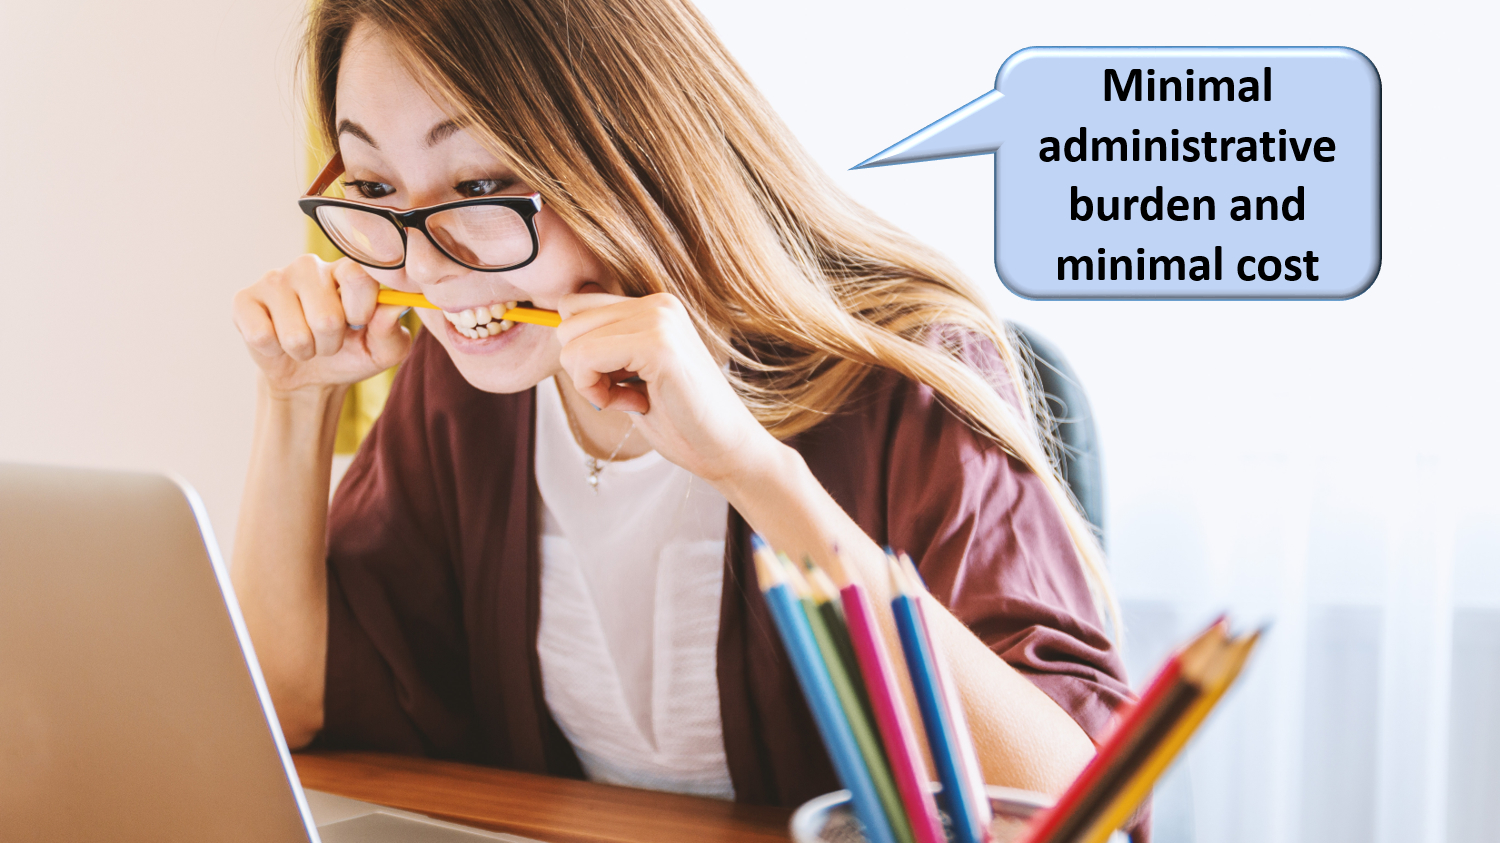 Minimal
administrative
burden and
minimal cost